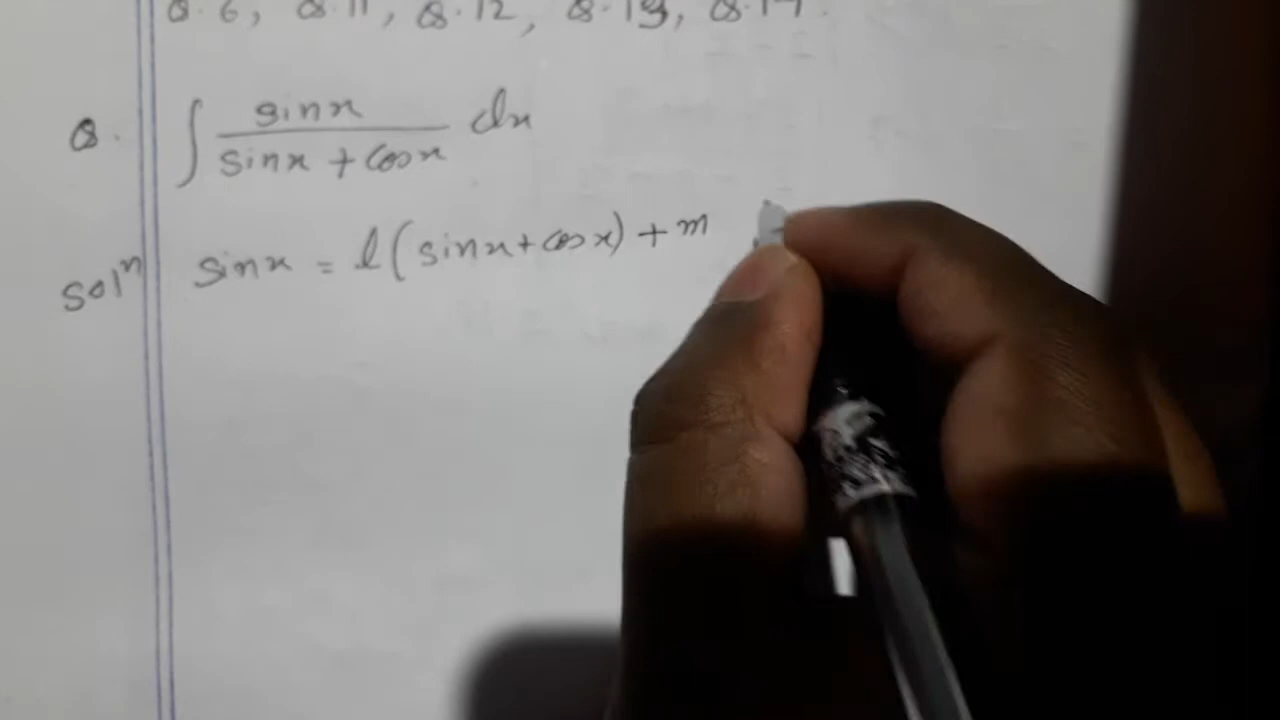 Q.6, Q.11, Q.12, Q.13, Q.14.
Q. ∫ sinx / (sinx + cosx) dx
Solⁿ sinx = l(sinx+cosx) + m